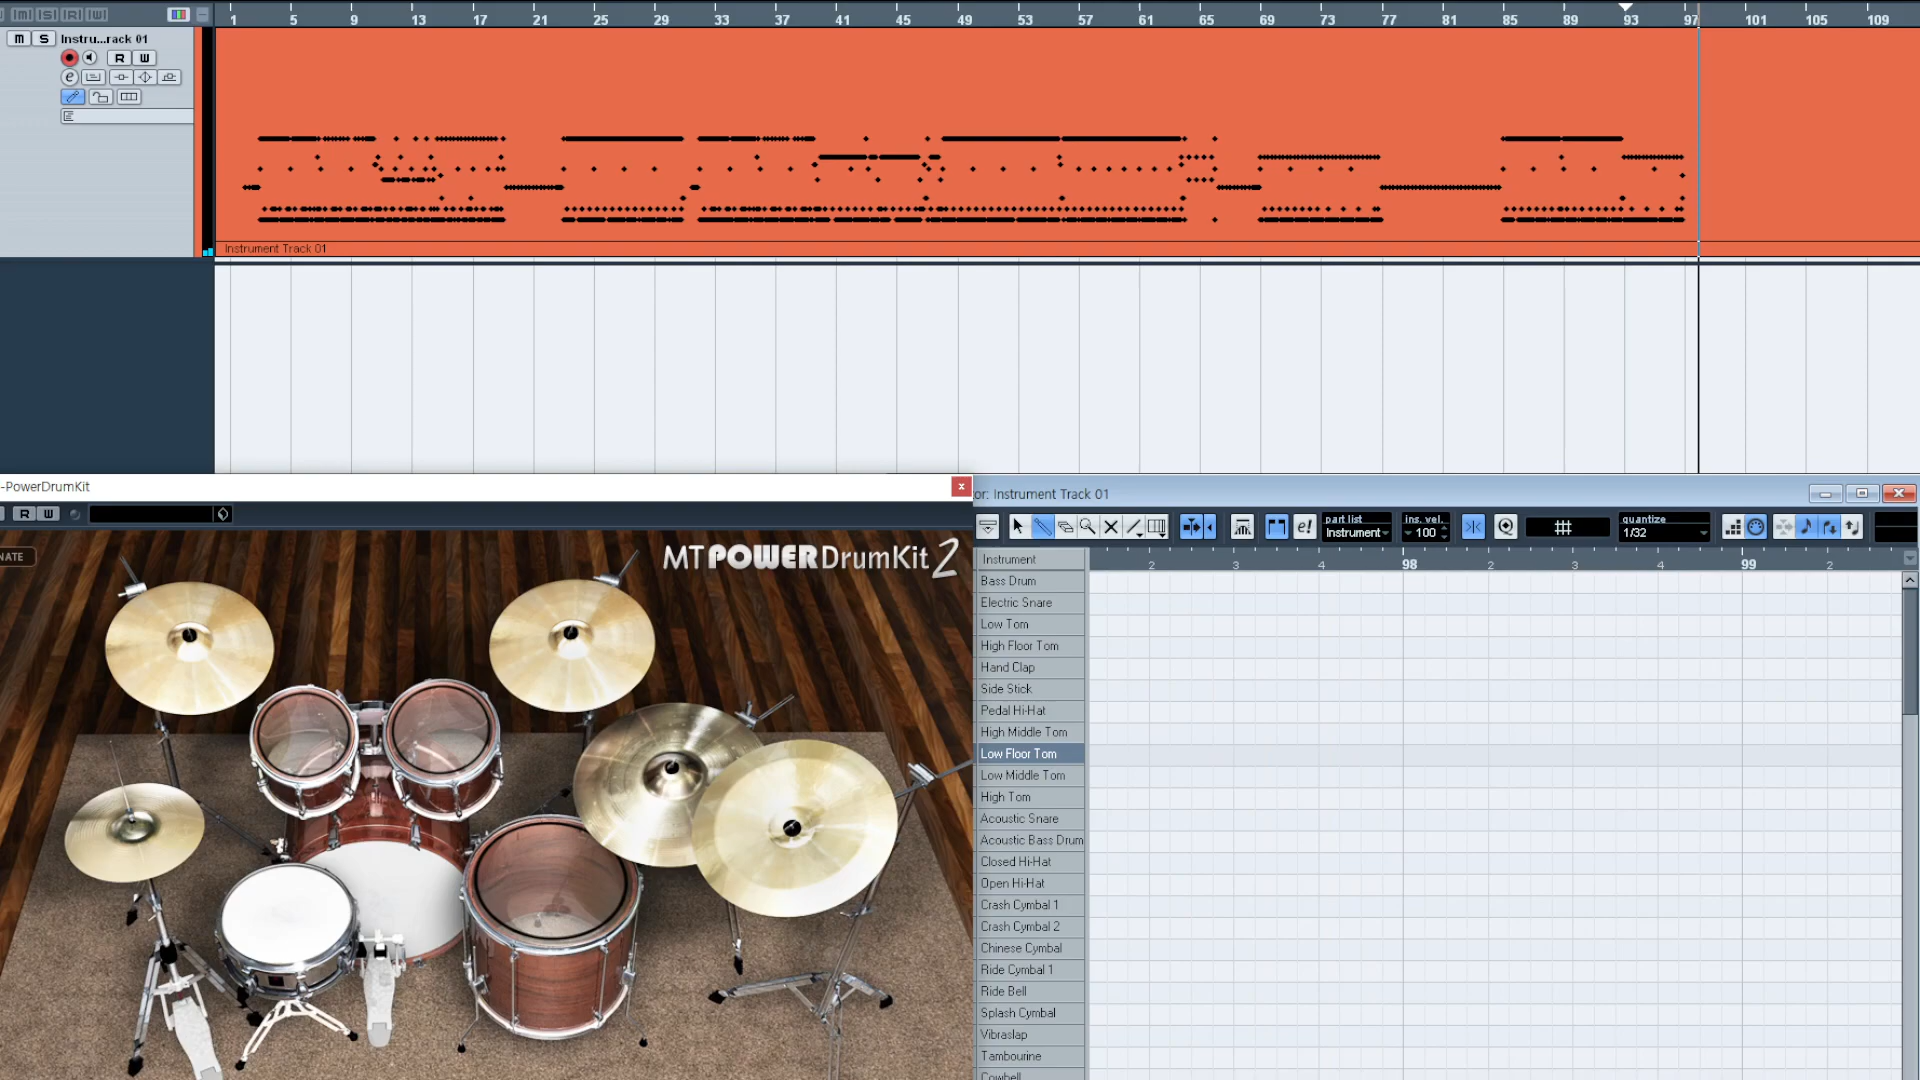 m S R W
1 5 9 13 17 21 25 29 33 37 41 45 49 53 57 61 65 69 73 77 81 85 89 93 97 101 105 109
M S Instru...rack 01
R W
e
Instrument Track 01
-PowerDrumKit
or: Instrument Track 01
R W
part list
Instrument
ins. vel.
100
quantize
1/32
e!
NATE
MT POWER DrumKit 2
Instrument
2 3 4 98 2 3 4 99 2
Bass Drum
Electric Snare
Low Tom
High Floor Tom
Hand Clap
Side Stick
Pedal Hi-Hat
High Middle Tom
Low Floor Tom
Low Middle Tom
High Tom
Acoustic Snare
Acoustic Bass Drum
Closed Hi-Hat
Open Hi-Hat
Crash Cymbal 1
Crash Cymbal 2
Chinese Cymbal
Ride Cymbal 1
Ride Bell
Splash Cymbal
Vibraslap
Tambourine
Cowbell